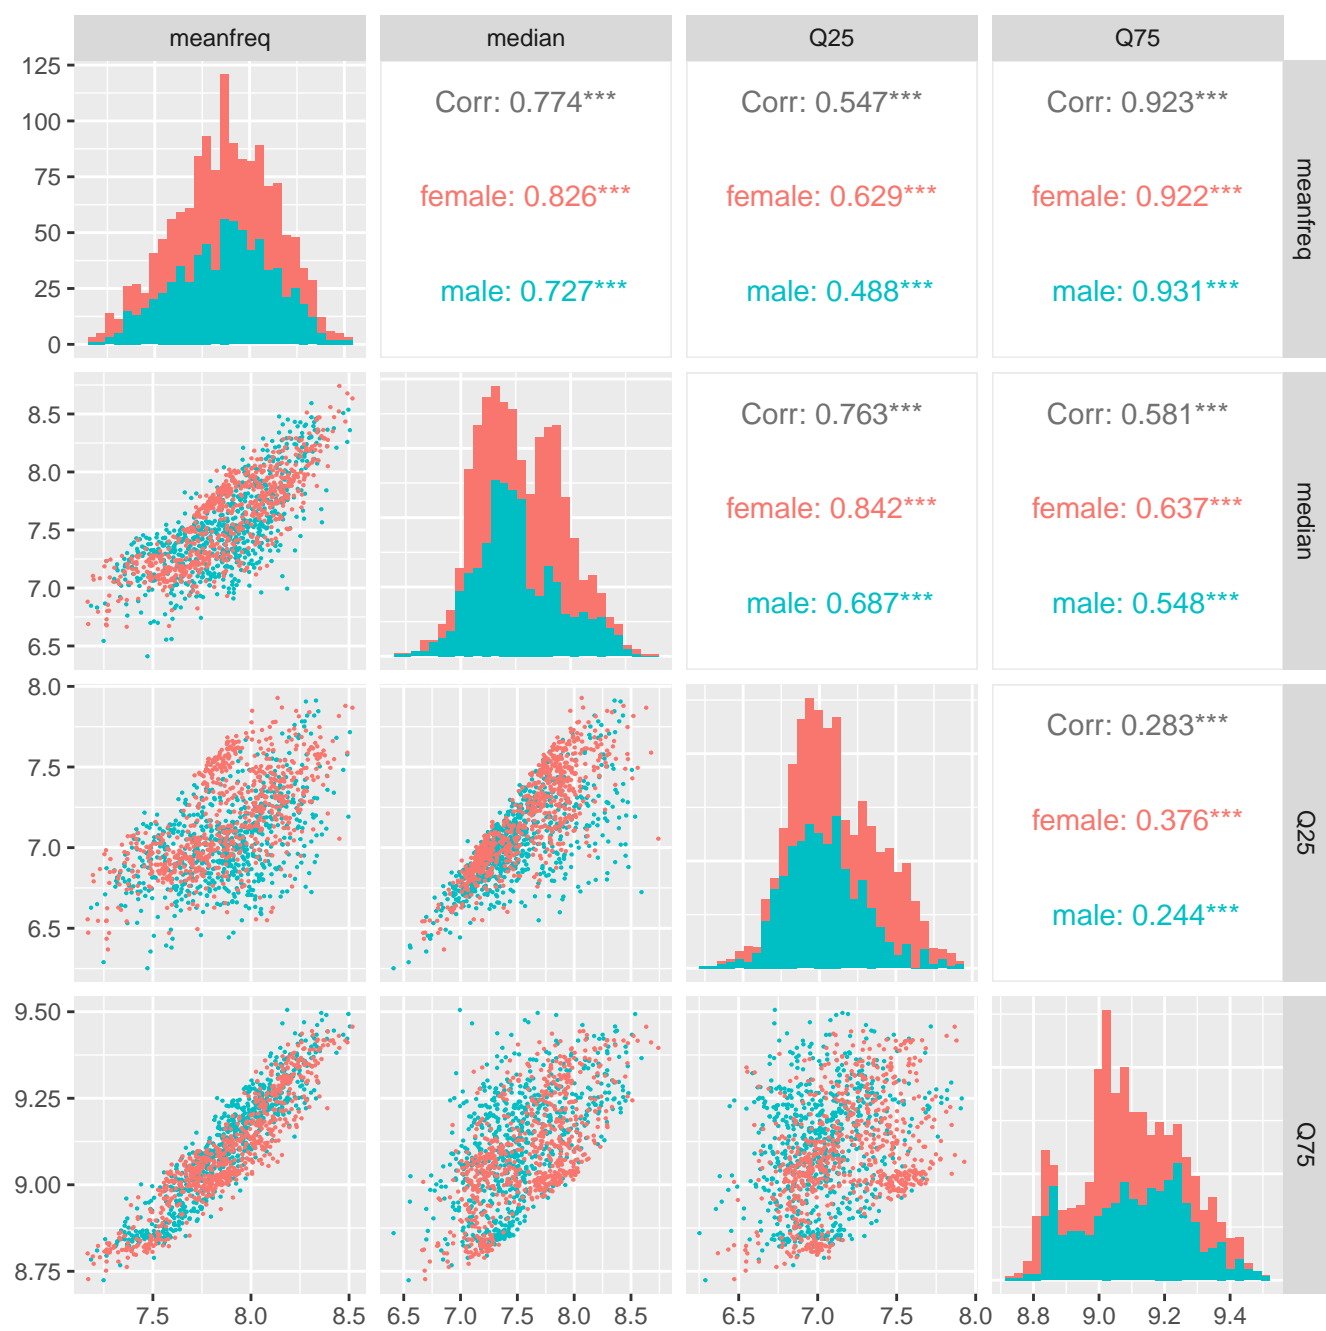 meanfreq
median
Q25
Q75
125
100
75
50
25
0
Corr: 0.774***
female: 0.826***
male: 0.727***
Corr: 0.547***
female: 0.629***
male: 0.488***
Corr: 0.923***
female: 0.922***
male: 0.931***
meanfreq
8.5
8.0
7.5
7.0
6.5
Corr: 0.763***
female: 0.842***
male: 0.687***
Corr: 0.581***
female: 0.637***
male: 0.548***
median
8.0
7.5
7.0
6.5
Corr: 0.283***
female: 0.376***
male: 0.244***
Q25
9.50
9.25
9.00
8.75
Q75
7.5 8.0 8.5
6.5 7.0 7.5 8.0 8.5
6.5 7.0 7.5 8.0
8.8 9.0 9.2 9.4